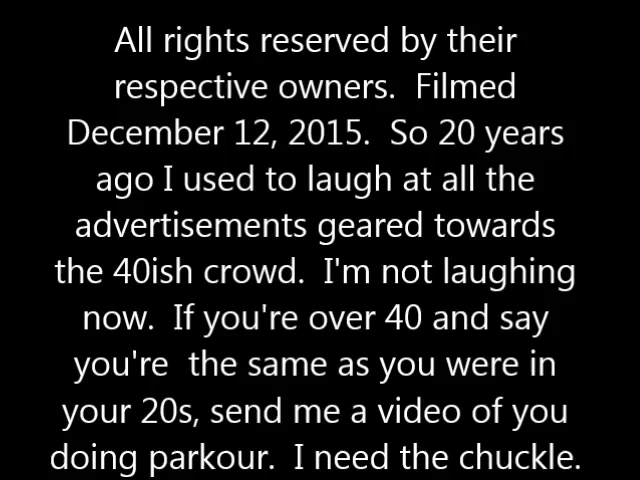 All rights reserved by their
respective owners.  Filmed
December 12, 2015.  So 20 years
ago I used to laugh at all the
advertisements geared towards
the 40ish crowd.  I'm not laughing
now.  If you're over 40 and say
you're  the same as you were in
your 20s, send me a video of you
doing parkour.  I need the chuckle.